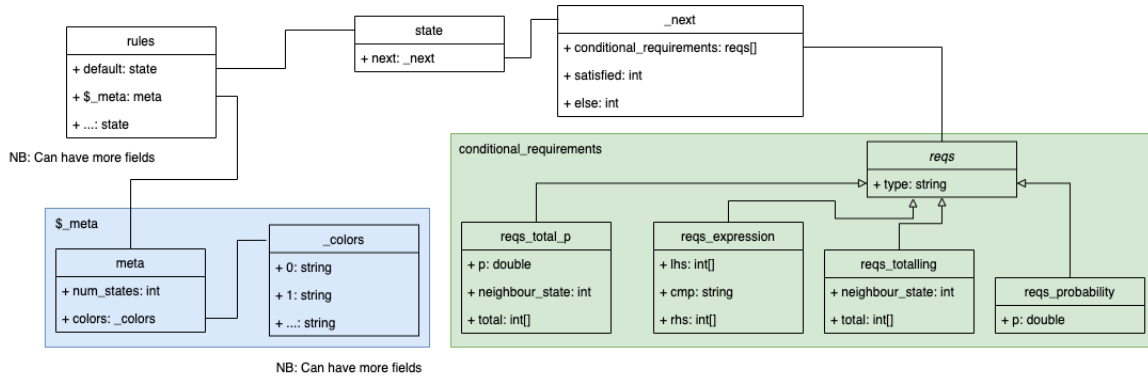 rules
+ default: state
+ $_meta: meta
+ ...: state
NB: Can have more fields
state
+ next: _next
_next
+ conditional_requirements: reqs[]
+ satisfied: int
+ else: int
$_meta
meta
+ num_states: int
+ colors: _colors
_colors
+ 0: string
+ 1: string
+ ...: string
NB: Can have more fields
conditional_requirements
reqs
+ type: string
reqs_total_p
+ p: double
+ neighbour_state: int
+ total: int[]
reqs_expression
+ lhs: int[]
+ cmp: string
+ rhs: int[]
reqs_totalling
+ neighbour_state: int
+ total: int[]
reqs_probability
+ p: double